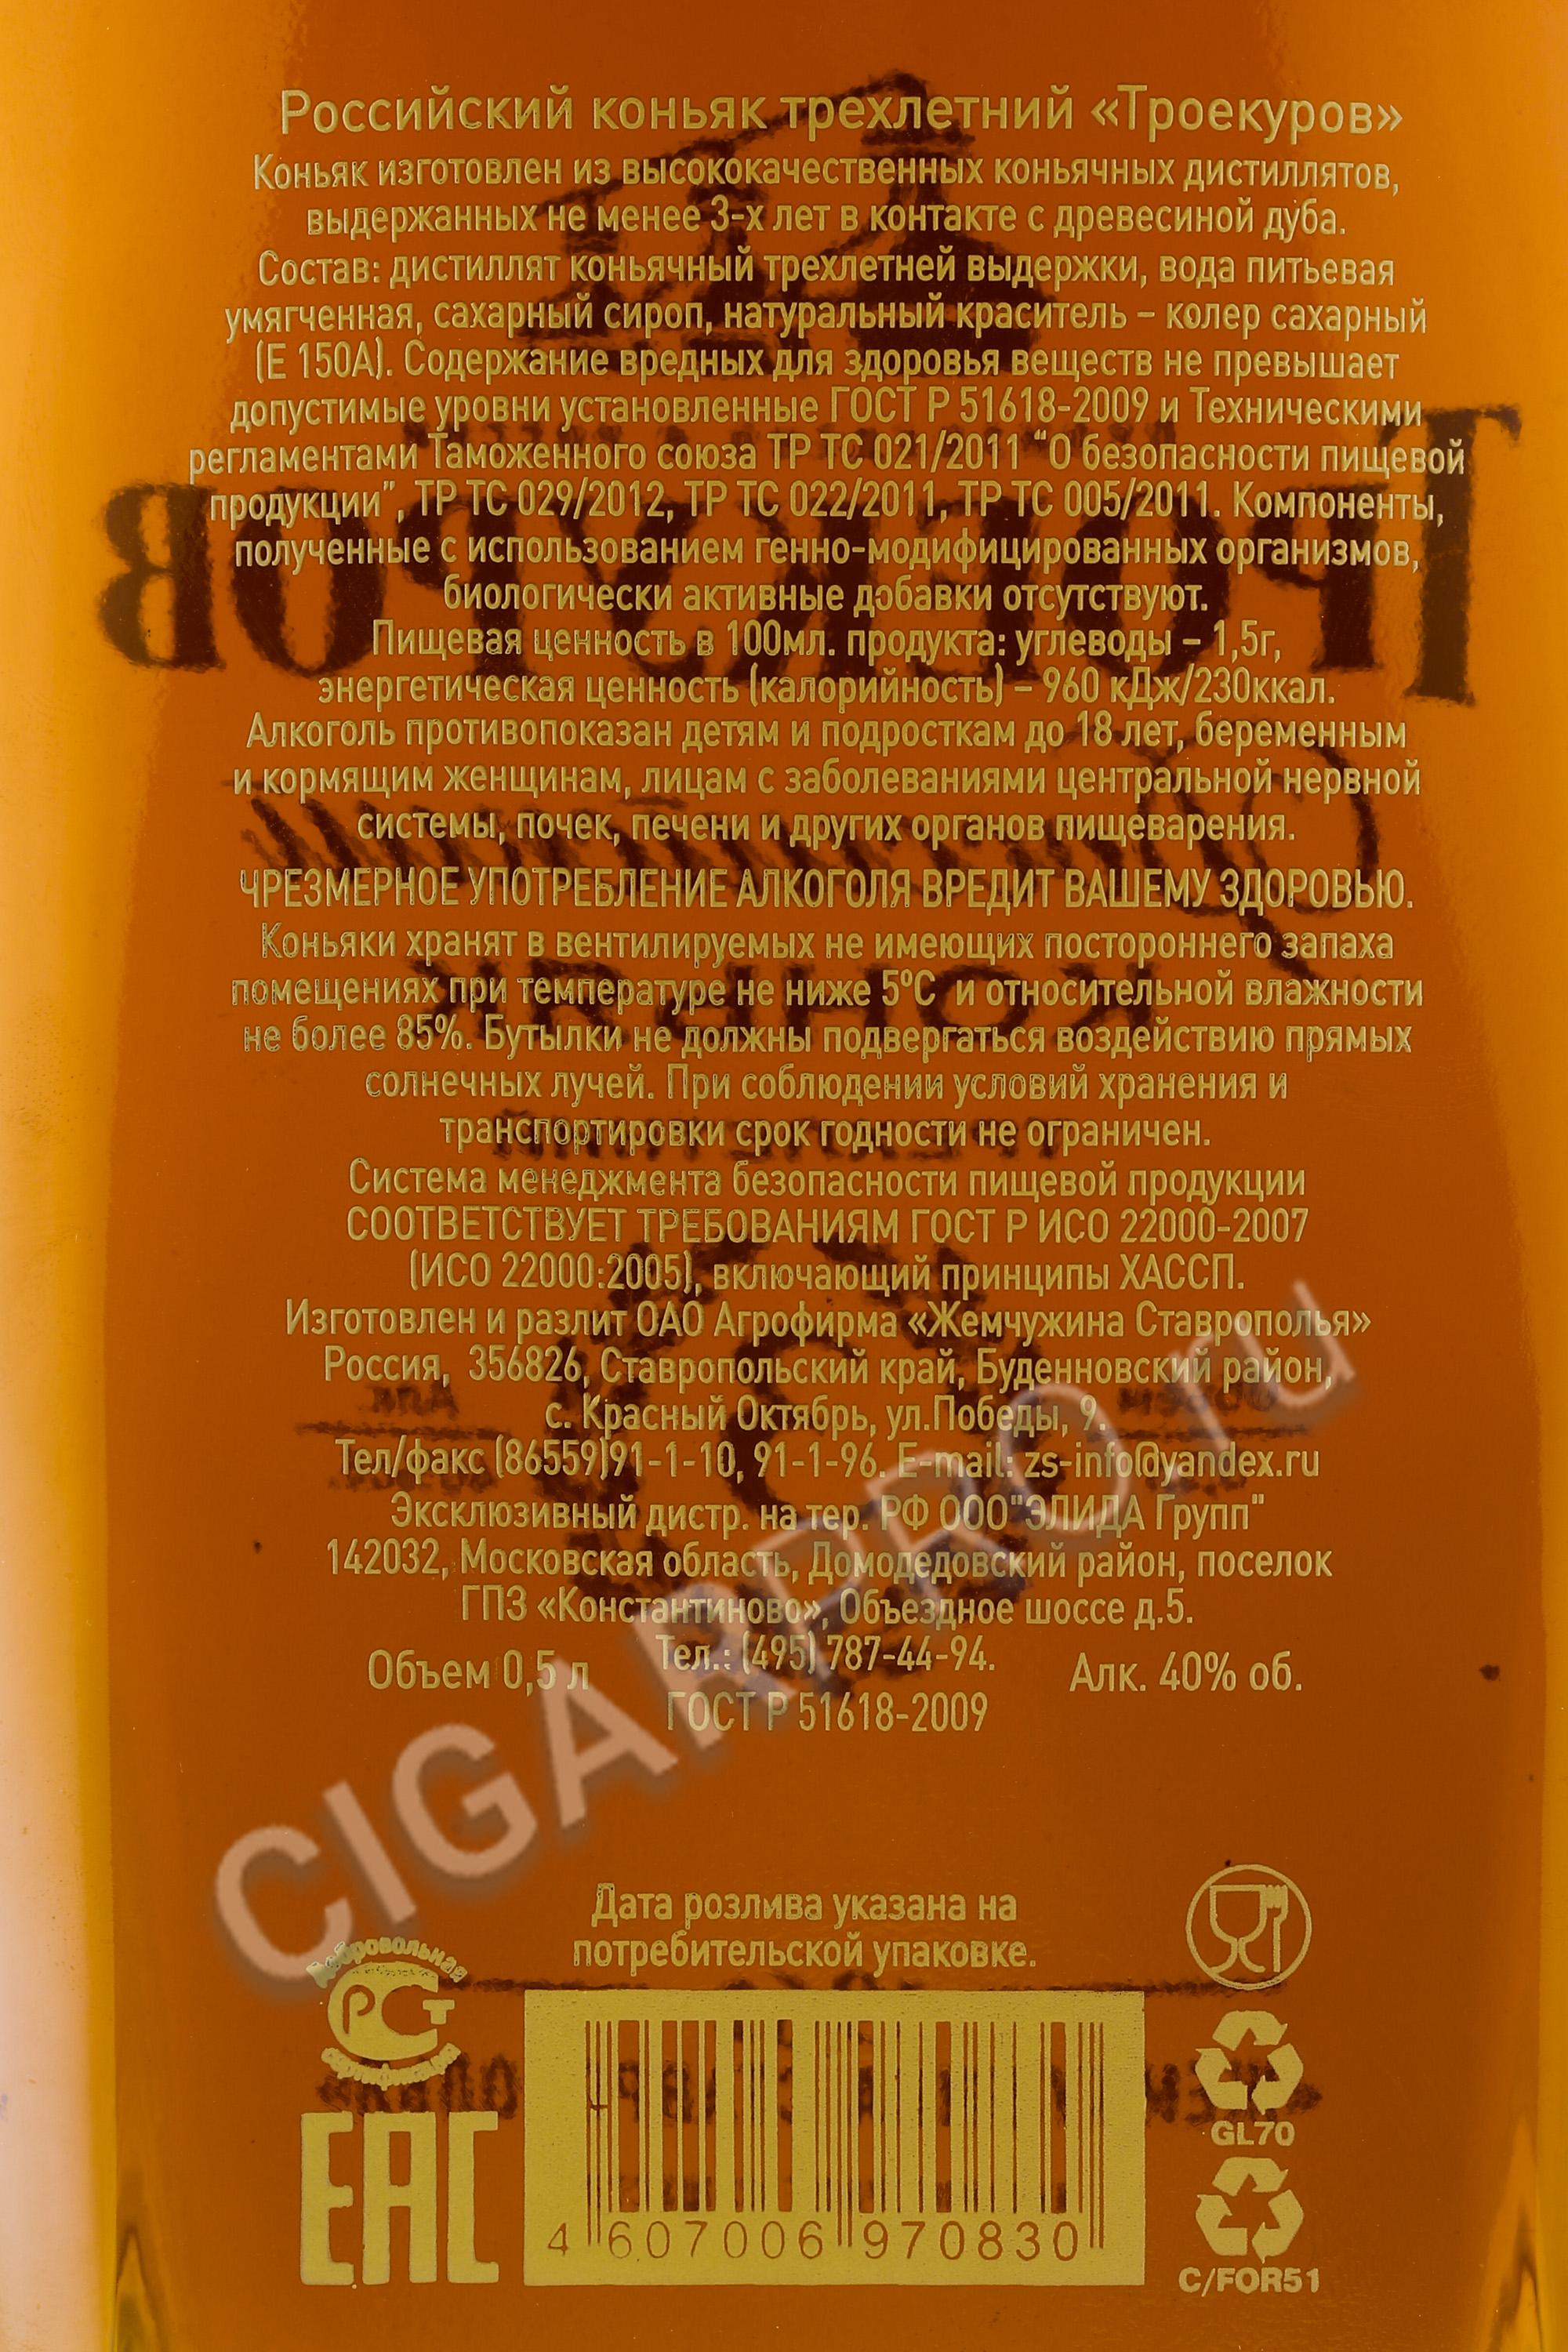 Российский коньяк трехлетний «Троекуров»
Коньяк изготовлен из высококачественных коньячных дистиллятов,
выдержанных не менее 3-х лет в контакте с древесиной дуба.
Состав: дистиллят коньячный трехлетней выдержки, вода питьевая
умягченная, сахарный сироп, натуральный краситель – колер сахарный
(Е 150А). Содержание вредных для здоровья веществ не превышает
допустимые уровни установленные ГОСТ Р 51618-2009 и Техническими
регламентами Таможенного союза ТР ТС 021/2011 "О безопасности пищевой
продукции", ТР ТС 029/2012, ТР ТС 022/2011, ТР ТС 005/2011. Компоненты,
полученные с использованием генно-модифицированных организмов,
биологически активные добавки отсутствуют.
Пищевая ценность в 100мл. продукта: углеводы – 1,5г,
энергетическая ценность (калорийность) – 960 кДж/230ккал.
Алкоголь противопоказан детям и подросткам до 18 лет, беременным
и кормящим женщинам, лицам с заболеваниями центральной нервной
системы, почек, печени и других органов пищеварения.
ЧРЕЗМЕРНОЕ УПОТРЕБЛЕНИЕ АЛКОГОЛЯ ВРЕДИТ ВАШЕМУ ЗДОРОВЬЮ.
Коньяки хранят в вентилируемых не имеющих постороннего запаха
помещениях при температуре не ниже 5⁰С и относительной влажности
не более 85%. Бутылки не должны подвергаться воздействию прямых
солнечных лучей. При соблюдении условий хранения и
транспортировки срок годности не ограничен.
Система менеджмента безопасности пищевой продукции
СООТВЕТСТВУЕТ ТРЕБОВАНИЯМ ГОСТ Р ИСО 22000-2007
(ИСО 22000:2005), включающий принципы ХАССП.
Изготовлен и разлит ОАО Агрофирма «Жемчужина Ставрополья»
Россия, 356826, Ставропольский край, Буденновский район,
с. Красный Октябрь, ул.Победы, 9.
Тел/факс (86559)91-1-10, 91-1-96. E-mail: zs-info@yandex.ru
Эксклюзивный дистр. на тер. РФ ООО"ЭЛИДА Групп"
142032, Московская область, Домодедовский район, поселок
ГПЗ «Константиново», Объездное шоссе д.5.
Тел.: (495) 787-44-94.
Объем 0,5 л
Алк. 40% об.
ГОСТ Р 51618-2009
CIGARPRO.ru
Дата розлива указана на
потребительской упаковке.
Добровольная
РСТ
сертификация
EAC
4 607006 970830
GL70
C/FOR51
ТРОЕКУРОВ
КОНЬЯК